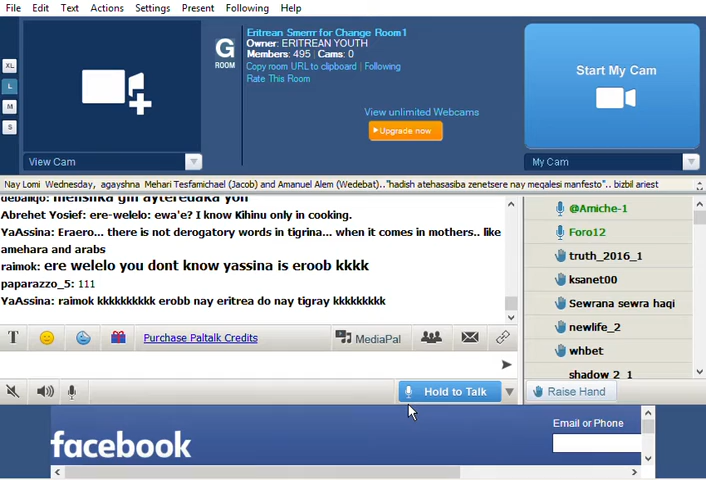 File Edit Text Actions Settings Present Following Help
XL
L
M
S
View Cam
G
ROOM
Eritrean Smerrr for Change Room1
Owner: ERITREAN YOUTH
Members: 495 Cams: 0
Copy room URL to clipboard | Following
Rate This Room
View unlimited Webcams
Upgrade now
Start My Cam
My Cam
Nay Lomi Wednesday, agayshna Mehari Tesfamichael (Jacob) and Amanuel Alem (Wedebat).."hadish atehasasiba zenetsere nay meqalesi manfesto".. bizbil ariest
Abrehet Yosief: ere-welelo: ewa'e? I know Kihinu only in cooking.
YaAssina: Eraero... there is not derogatory words in tigrina... when it comes in mothers.. like
amehara and arabs
raimok: ere welelo you dont know yassina is eroob kkkk
paparazzo_5: 111
YaAssina: raimok kkkkkkkkkk erobb nay eritrea do nay tigray kkkkkkkkk
@Amiche-1
Foro12
truth_2016_1
ksanet00
Sewrana sewra haqi
newlife_2
whbet
shadow_2_1
T
Purchase Paltalk Credits
MediaPal
Hold to Talk
Raise Hand
facebook
Email or Phone